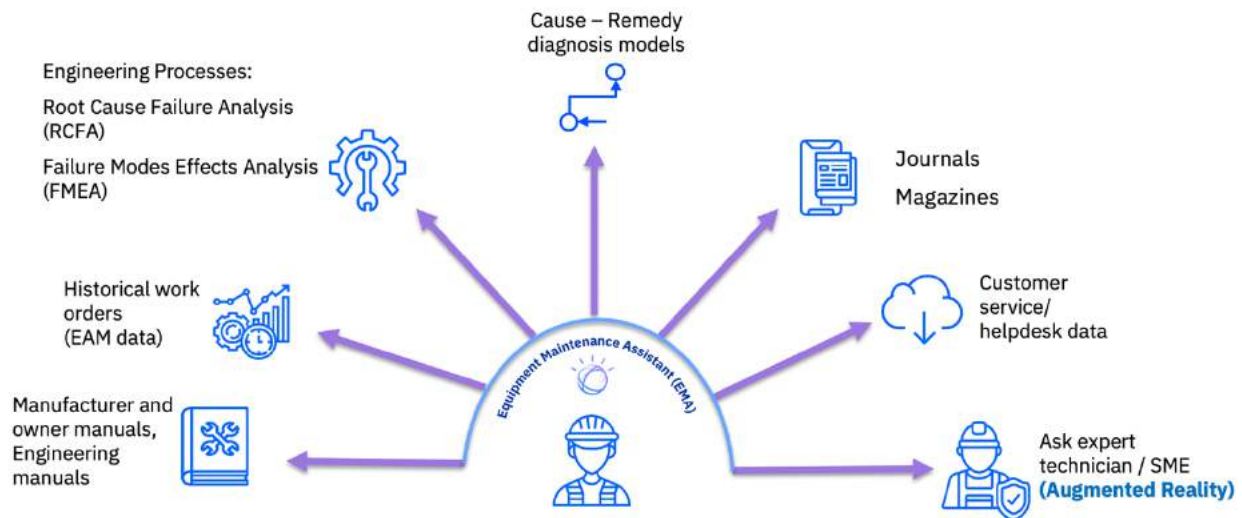 Cause – Remedy
diagnosis models
Engineering Processes:
Root Cause Failure Analysis
(RCFA)
Failure Modes Effects Analysis
(FMEA)
Journals
Magazines
Historical work
orders
(EAM data)
Customer
service/
helpdesk data
Equipment Maintenance Assistant (EMA)
Manufacturer and
owner manuals,
Engineering
manuals
Ask expert
technician / SME
(Augmented Reality)